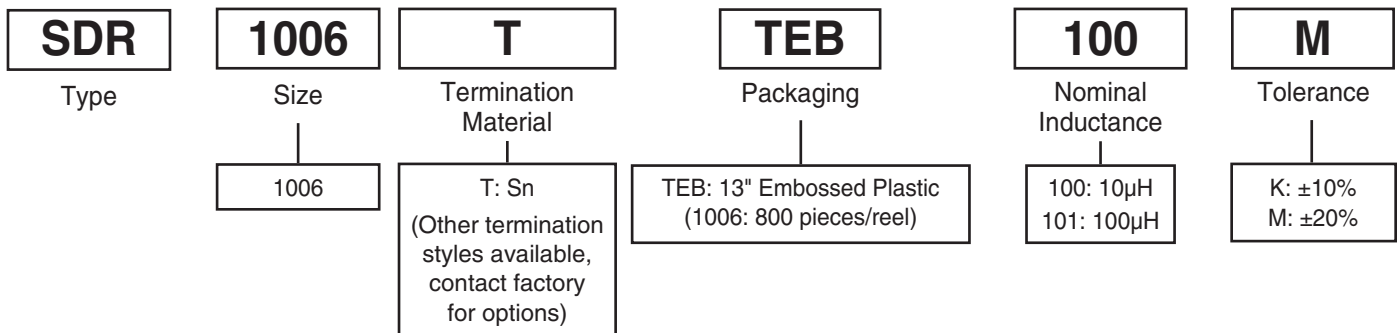 SDR 1006 T TEB 100 M
Type Size Termination Material Packaging Nominal Inductance Tolerance
1006
T: Sn
(Other termination
styles available,
contact factory
for options)
TEB: 13" Embossed Plastic
(1006: 800 pieces/reel)
100: 10µH
101: 100µH
K: ±10%
M: ±20%